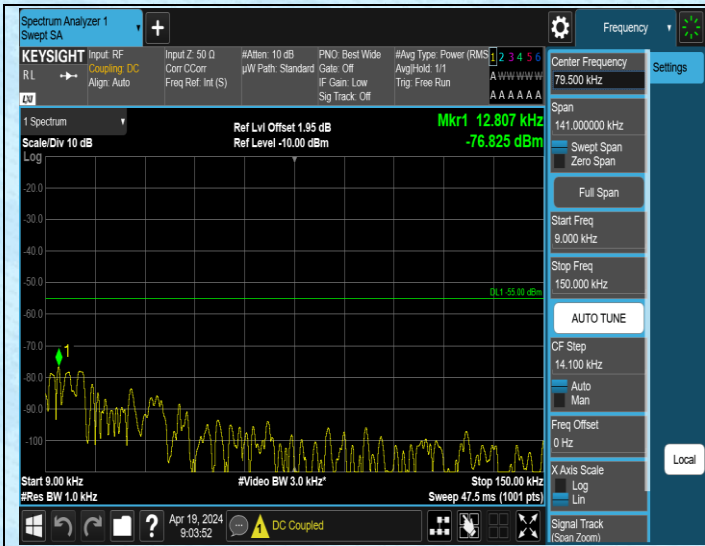 Spectrum Analyzer 1
Swept SA
+
Frequency
KEYSIGHT
RL
LXI
Input: RF
Coupling: DC
Align: Auto
Input Z: 50 Ω
Corr CCorr
Freq Ref: Int (S)
#Atten: 10 dB
µW Path: Standard
PNO: Best Wide
Gate: Off
IF Gain: Low
Sig Track: Off
#Avg Type: Power (RMS
Avg|Hold: 1/1
Trig: Free Run
1 2 3 4 5 6
A W W W W W
A A A A A A
1 Spectrum
Scale/Div 10 dB
Log
Ref Lvl Offset 1.95 dB
Ref Level -10.00 dBm
Mkr1 12.807 kHz
-76.825 dBm
-20.0
-30.0
-40.0
-50.0
-60.0
-70.0
-80.0
-90.0
-100
DL1 -55.00 dBm
1
Start 9.00 kHz
#Res BW 1.0 kHz
#Video BW 3.0 kHz*
Stop 150.00 kHz
Sweep 47.5 ms (1001 pts)
Center Frequency
79.500 kHz
Span
141.000000 kHz
Swept Span
Zero Span
Full Span
Start Freq
9.000 kHz
Stop Freq
150.000 kHz
AUTO TUNE
CF Step
14.100 kHz
Auto
Man
Freq Offset
0 Hz
X Axis Scale
Log
Lin
Signal Track
(Span Zoom)
Settings
Local
?
Apr 19, 2024
9:03:52
DC Coupled